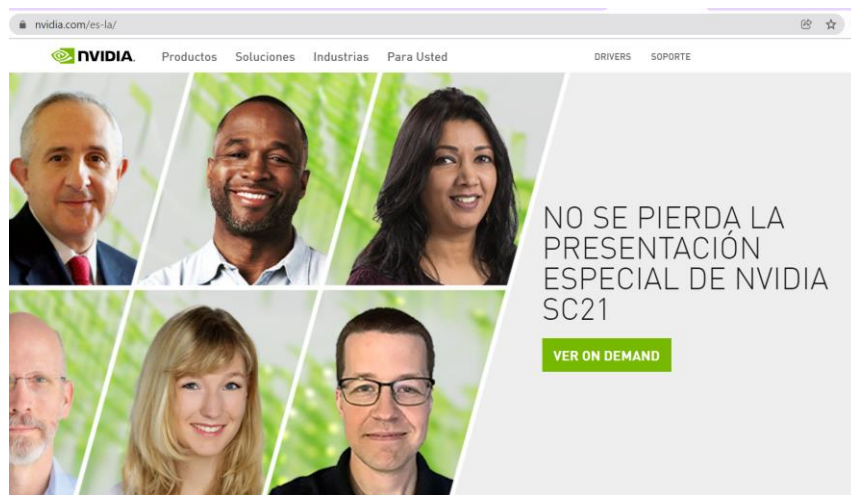 nvidia.com/es-la/
NVIDIA. Productos Soluciones Industrias Para Usted DRIVERS SOPORTE
NO SE PIERDA LA
PRESENTACIÓN
ESPECIAL DE NVIDIA
SC21
VER ON DEMAND